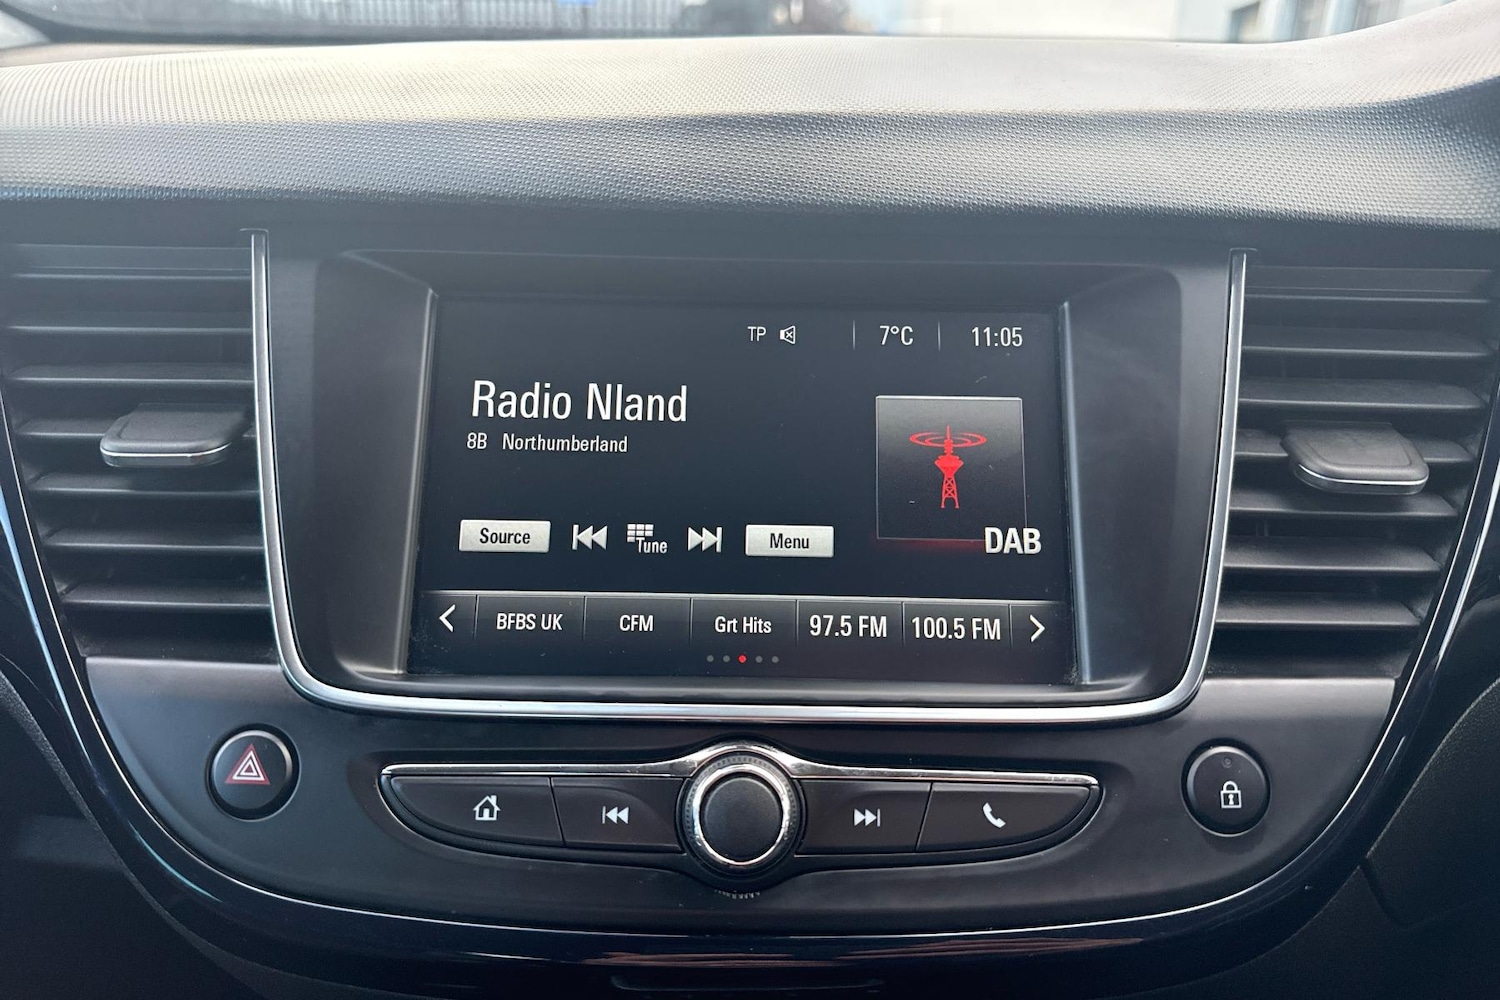 TP 7°C 11:05
Radio Nland
8B Northumberland
Source Tune Menu
DAB
BFBS UK CFM Grt Hits 97.5 FM 100.5 FM